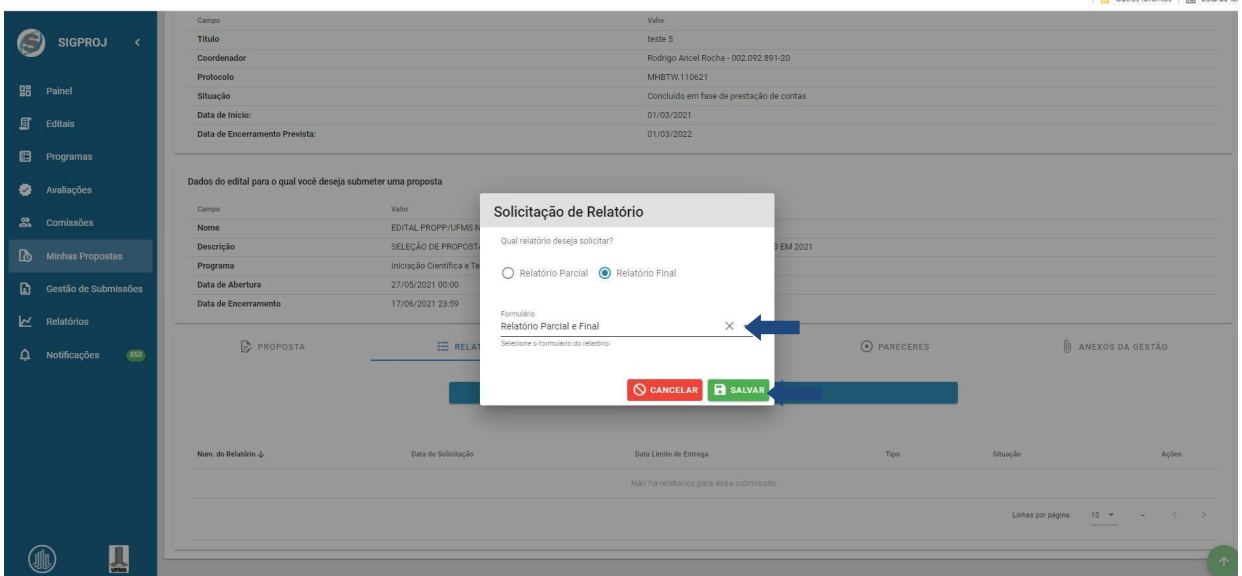 SIGPROJ
Painel
Editais
Programas
Avaliações
Comissões
Minhas Propostas
Gestão de Submissões
Relatórios
Notificações 853
UFMS
Campo Valor
Título teste 5
Coordenador Rodrigo Ancel Rocha - 002.092.891-20
Protocolo MHBTW.110621
Situação Concluído em fase de prestação de contas
Data de Início: 01/03/2021
Data de Encerramento Prevista: 01/03/2022
Dados do edital para o qual você deseja submeter uma proposta
Campo Valor
Nome EDITAL PROPP/UFMS N
Descrição SELEÇÃO DE PROPOST EM 2021
Programa Iniciação Científica e Te
Data de Abertura 27/05/2021 00:00
Data de Encerramento 17/06/2021 23:59
Solicitação de Relatório
Qual relatório deseja solicitar?
Relatório Parcial Relatório Final
Formulário
Relatório Parcial e Final
Selecione o formulário do relatório.
CANCELAR SALVAR
PROPOSTA RELAT PARECERES ANEXOS DA GESTÃO
Num. do Relatório Data de Solicitação Data Limite de Entrega Tipo Situação Ações
Não há relatorios para essa submissão
Linhas por página: 10 -